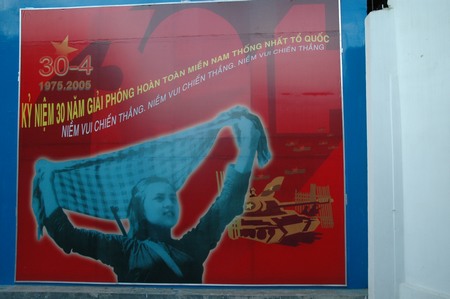 30-4
1975.2005
KỶ NIỆM 30 NĂM GIẢI PHÓNG HOÀN TOÀN MIỀN NAM THỐNG NHẤT TỔ QUỐC
NIỀM VUI CHIẾN THẮNG. NIỀM VUI CHIẾN THẮNG. NIỀM VUI CHIẾN THẮNG